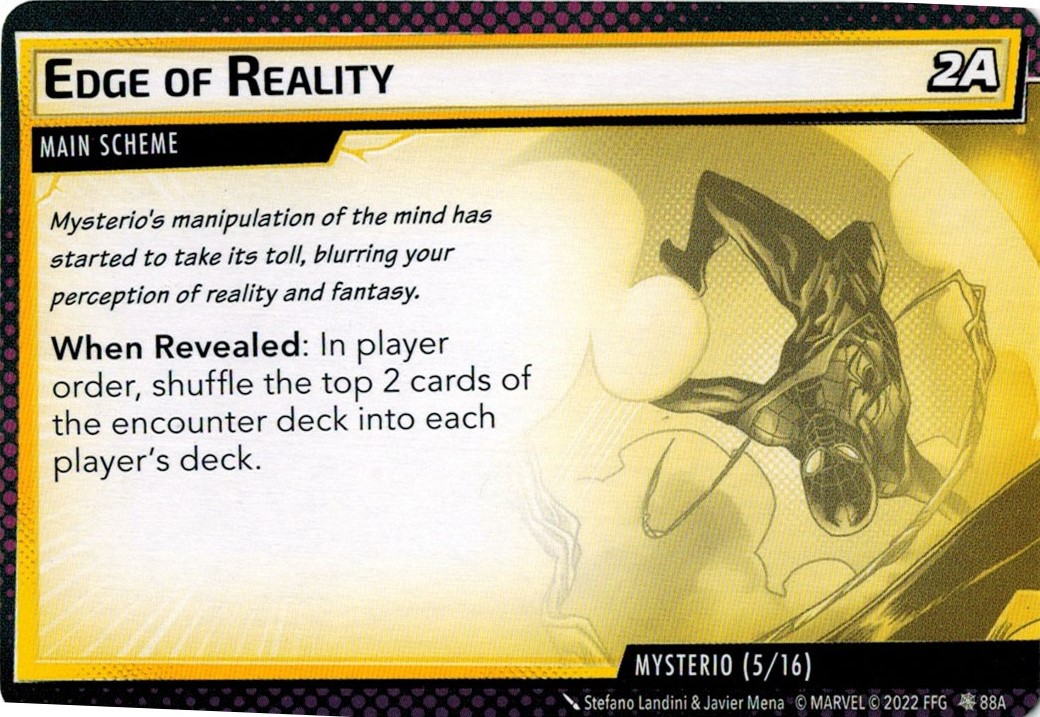 EDGE OF REALITY
2A
MAIN SCHEME
Mysterio's manipulation of the mind has
started to take its toll, blurring your
perception of reality and fantasy.
When Revealed: In player
order, shuffle the top 2 cards of
the encounter deck into each
player's deck.
MYSTERIO (5/16)
Stefano Landini & Javier Mena © MARVEL © 2022 FFG 88A